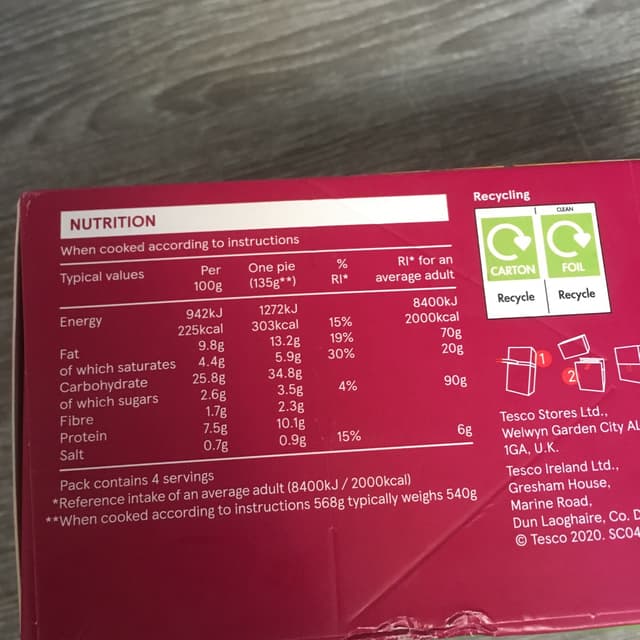 NUTRITION
When cooked according to instructions
Typical values Per 100g One pie (135g**) % RI* RI* for an average adult
Energy 942kJ 1272kJ 8400kJ
225kcal 303kcal 15% 2000kcal
Fat 9.8g 13.2g 19% 70g
of which saturates 4.4g 5.9g 30% 20g
Carbohydrate 25.8g 34.8g
of which sugars 2.6g 3.5g 4% 90g
Fibre 1.7g 2.3g
Protein 7.5g 10.1g
Salt 0.7g 0.9g 15% 6g
Pack contains 4 servings
*Reference intake of an average adult (8400kJ / 2000kcal)
**When cooked according to instructions 568g typically weighs 540g
Recycling
CLEAN
CARTON FOIL
Recycle Recycle
1
2
Tesco Stores Ltd.,
Welwyn Garden City AL
1GA, U.K.
Tesco Ireland Ltd.,
Gresham House,
Marine Road,
Dun Laoghaire, Co. D
© Tesco 2020. SC04